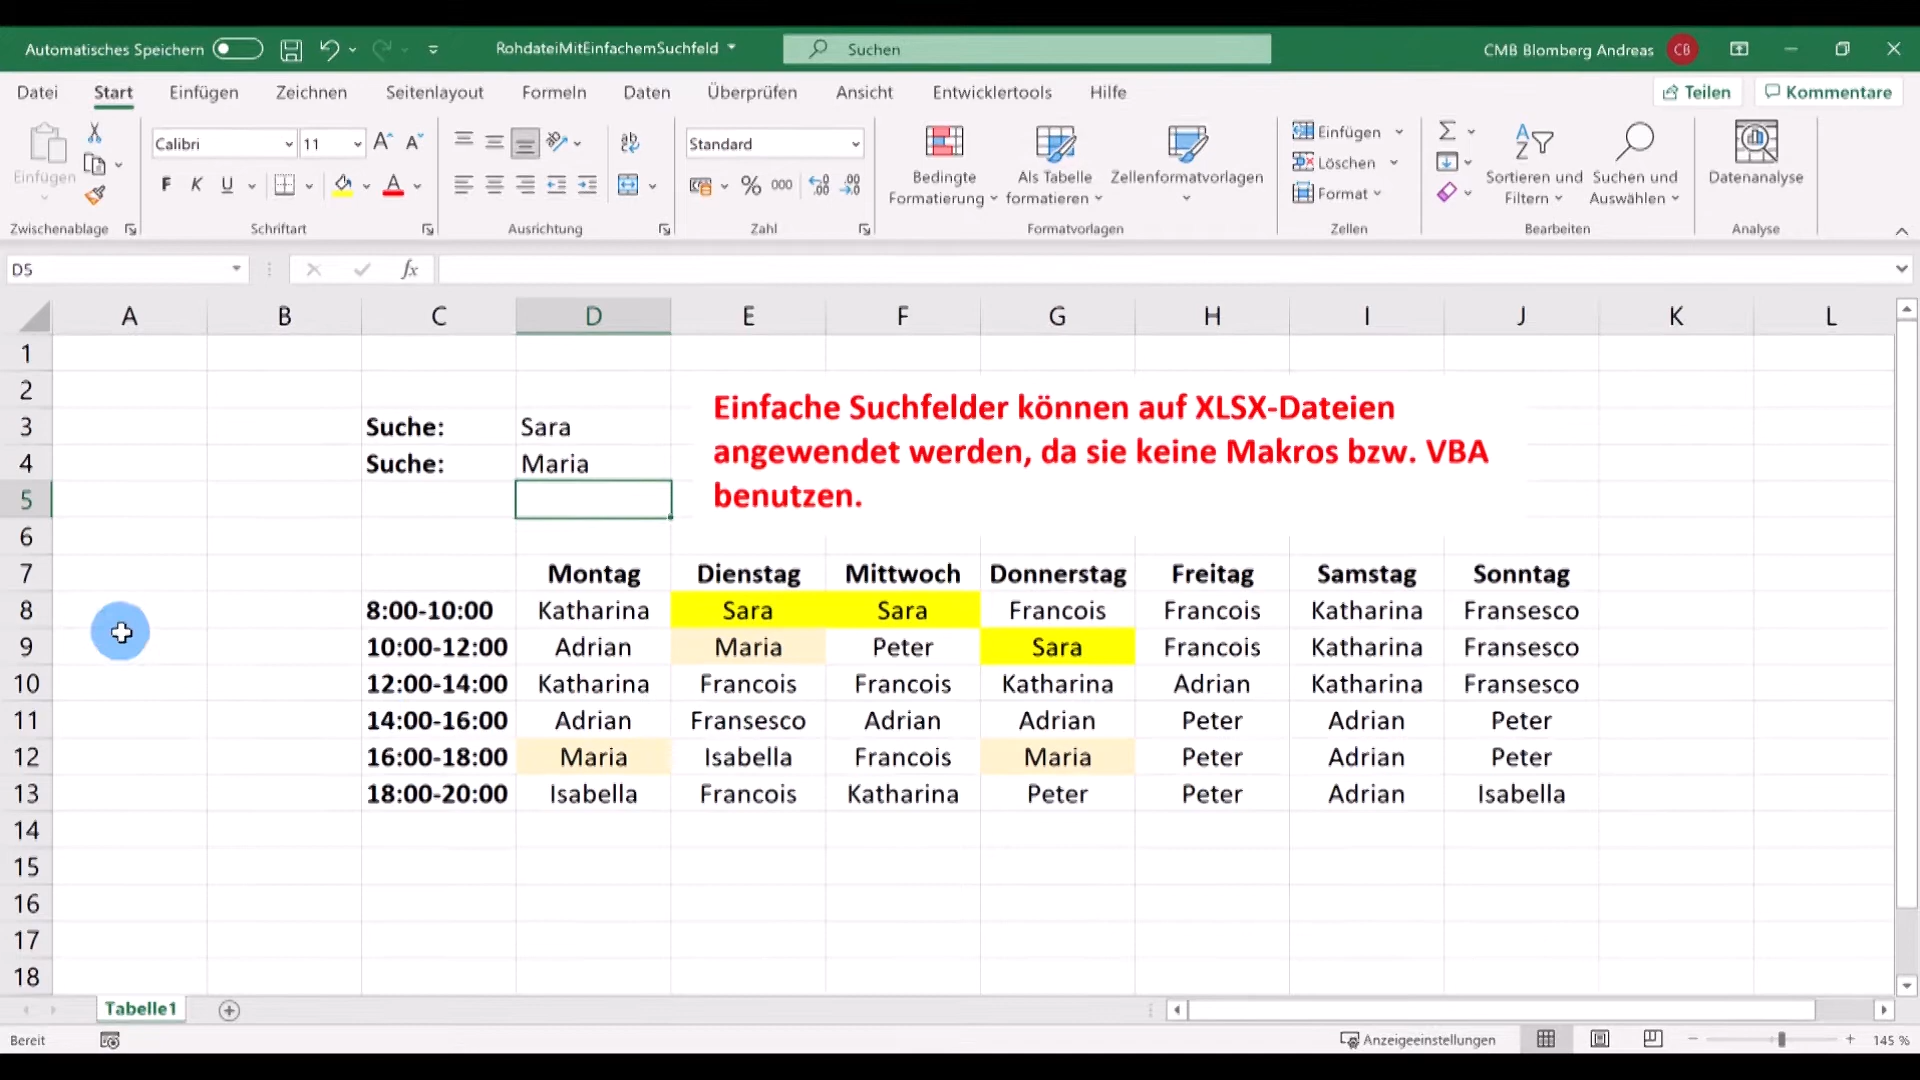 Automatisches Speichern
RohdateiMitEinfachemSuchfeld
Suchen
CMB Blomberg Andreas CB
Datei Start Einfügen Zeichnen Seitenlayout Formeln Daten Überprüfen Ansicht Entwicklertools Hilfe Teilen Kommentare
Einfügen
Zwischenablage
Calibri 11
F K U
Schriftart
Ausrichtung
Standard
% 000
Zahl
Bedingte
Formatierung
Als Tabelle
formatieren
Zellenformatvorlagen
Formatvorlagen
Einfügen
Löschen
Format
Zellen
Sortieren und
Filtern
Suchen und
Auswählen
Bearbeiten
Datenanalyse
Analyse
D5 fx
A B C D E F G H I J K L
1
2
3 Suche: Sara
4 Suche: Maria
5
Einfache Suchfelder können auf XLSX-Dateien
angewendet werden, da sie keine Makros bzw. VBA
benutzen.
6
7 Montag Dienstag Mittwoch Donnerstag Freitag Samstag Sonntag
8 8:00-10:00 Katharina Sara Sara Francois Francois Katharina Fransesco
9 10:00-12:00 Adrian Maria Peter Sara Francois Katharina Fransesco
10 12:00-14:00 Katharina Francois Francois Katharina Adrian Katharina Fransesco
11 14:00-16:00 Adrian Fransesco Adrian Adrian Peter Adrian Peter
12 16:00-18:00 Maria Isabella Francois Maria Peter Adrian Peter
13 18:00-20:00 Isabella Francois Katharina Peter Peter Adrian Isabella
14
15
16
17
18
Tabelle1
Bereit
Anzeigeeinstellungen
145 %